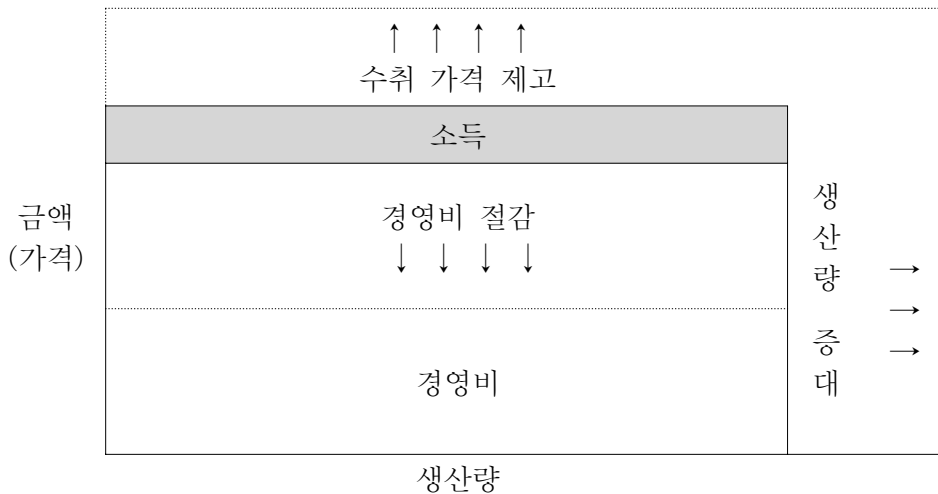 ↑ ↑ ↑ ↑
수취 가격 제고
소득
금액
(가격)
경영비 절감
↓ ↓ ↓ ↓
생
산
량
증
대
→
→
→
경영비
생산량